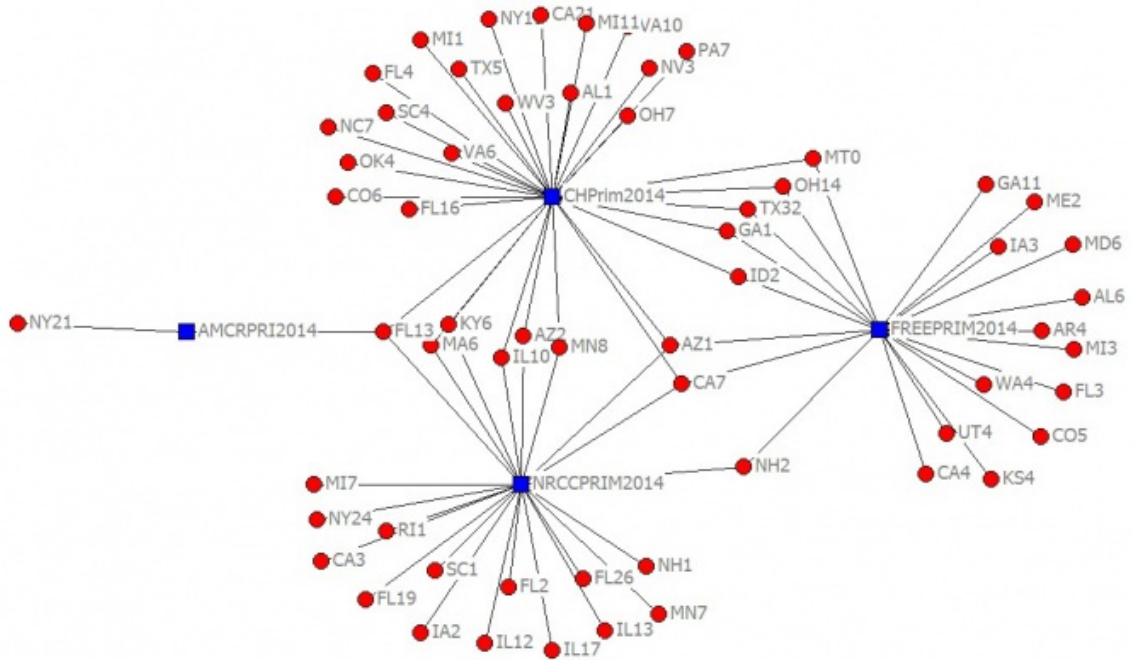 NY1
CA21
MI11
VA10
MI1
PA7
TX5
NV3
FL4
AL1
WV3
SC4
OH7
NC7
VA6
MT0
OK4
GA11
OH14
CO6
CHPrim2014
ME2
FL16
TX32
GA1
MD6
IA3
ID2
AL6
NY21
AMCRPRI2014
FL13
KY6
AZ2
FREEPRIM2014
AR4
MA6
MN8
AZ1
MI3
IL10
CA7
WA4
FL3
UT4
CO5
NH2
CA4
KS4
MI7
NRCCPRIM2014
NY24
RI1
CA3
NH1
SC1
FL26
FL2
FL19
MN7
IL13
IA2
IL12
IL17